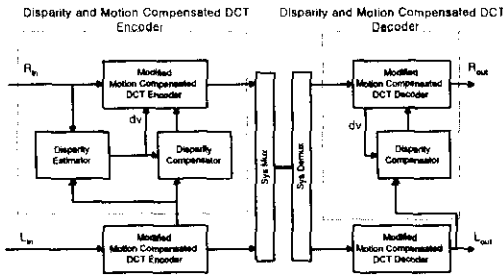 Disparity and Motion Compensated DCT
Encoder
Disparity and Motion Compensated DCT
Decoder
Rin
Modified
Motion Compensated
DCT Encoder
dv
Disparity
Estimator
Disparity
Compensator
Lin
Modified
Motion Compensated
DCT Encoder
Sys Mux
Sys Demux
Modified
Motion Compensated
DCT Decoder
Rout
dv
Disparity
Compensator
Modified
Motion Compensated
DCT Decoder
Lout